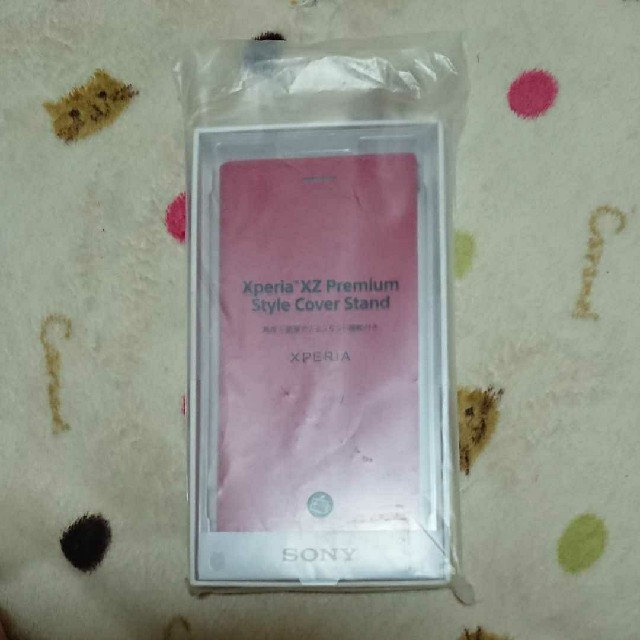 Xperia™ XZ Premium
Style Cover Stand
XPERIA
SONY